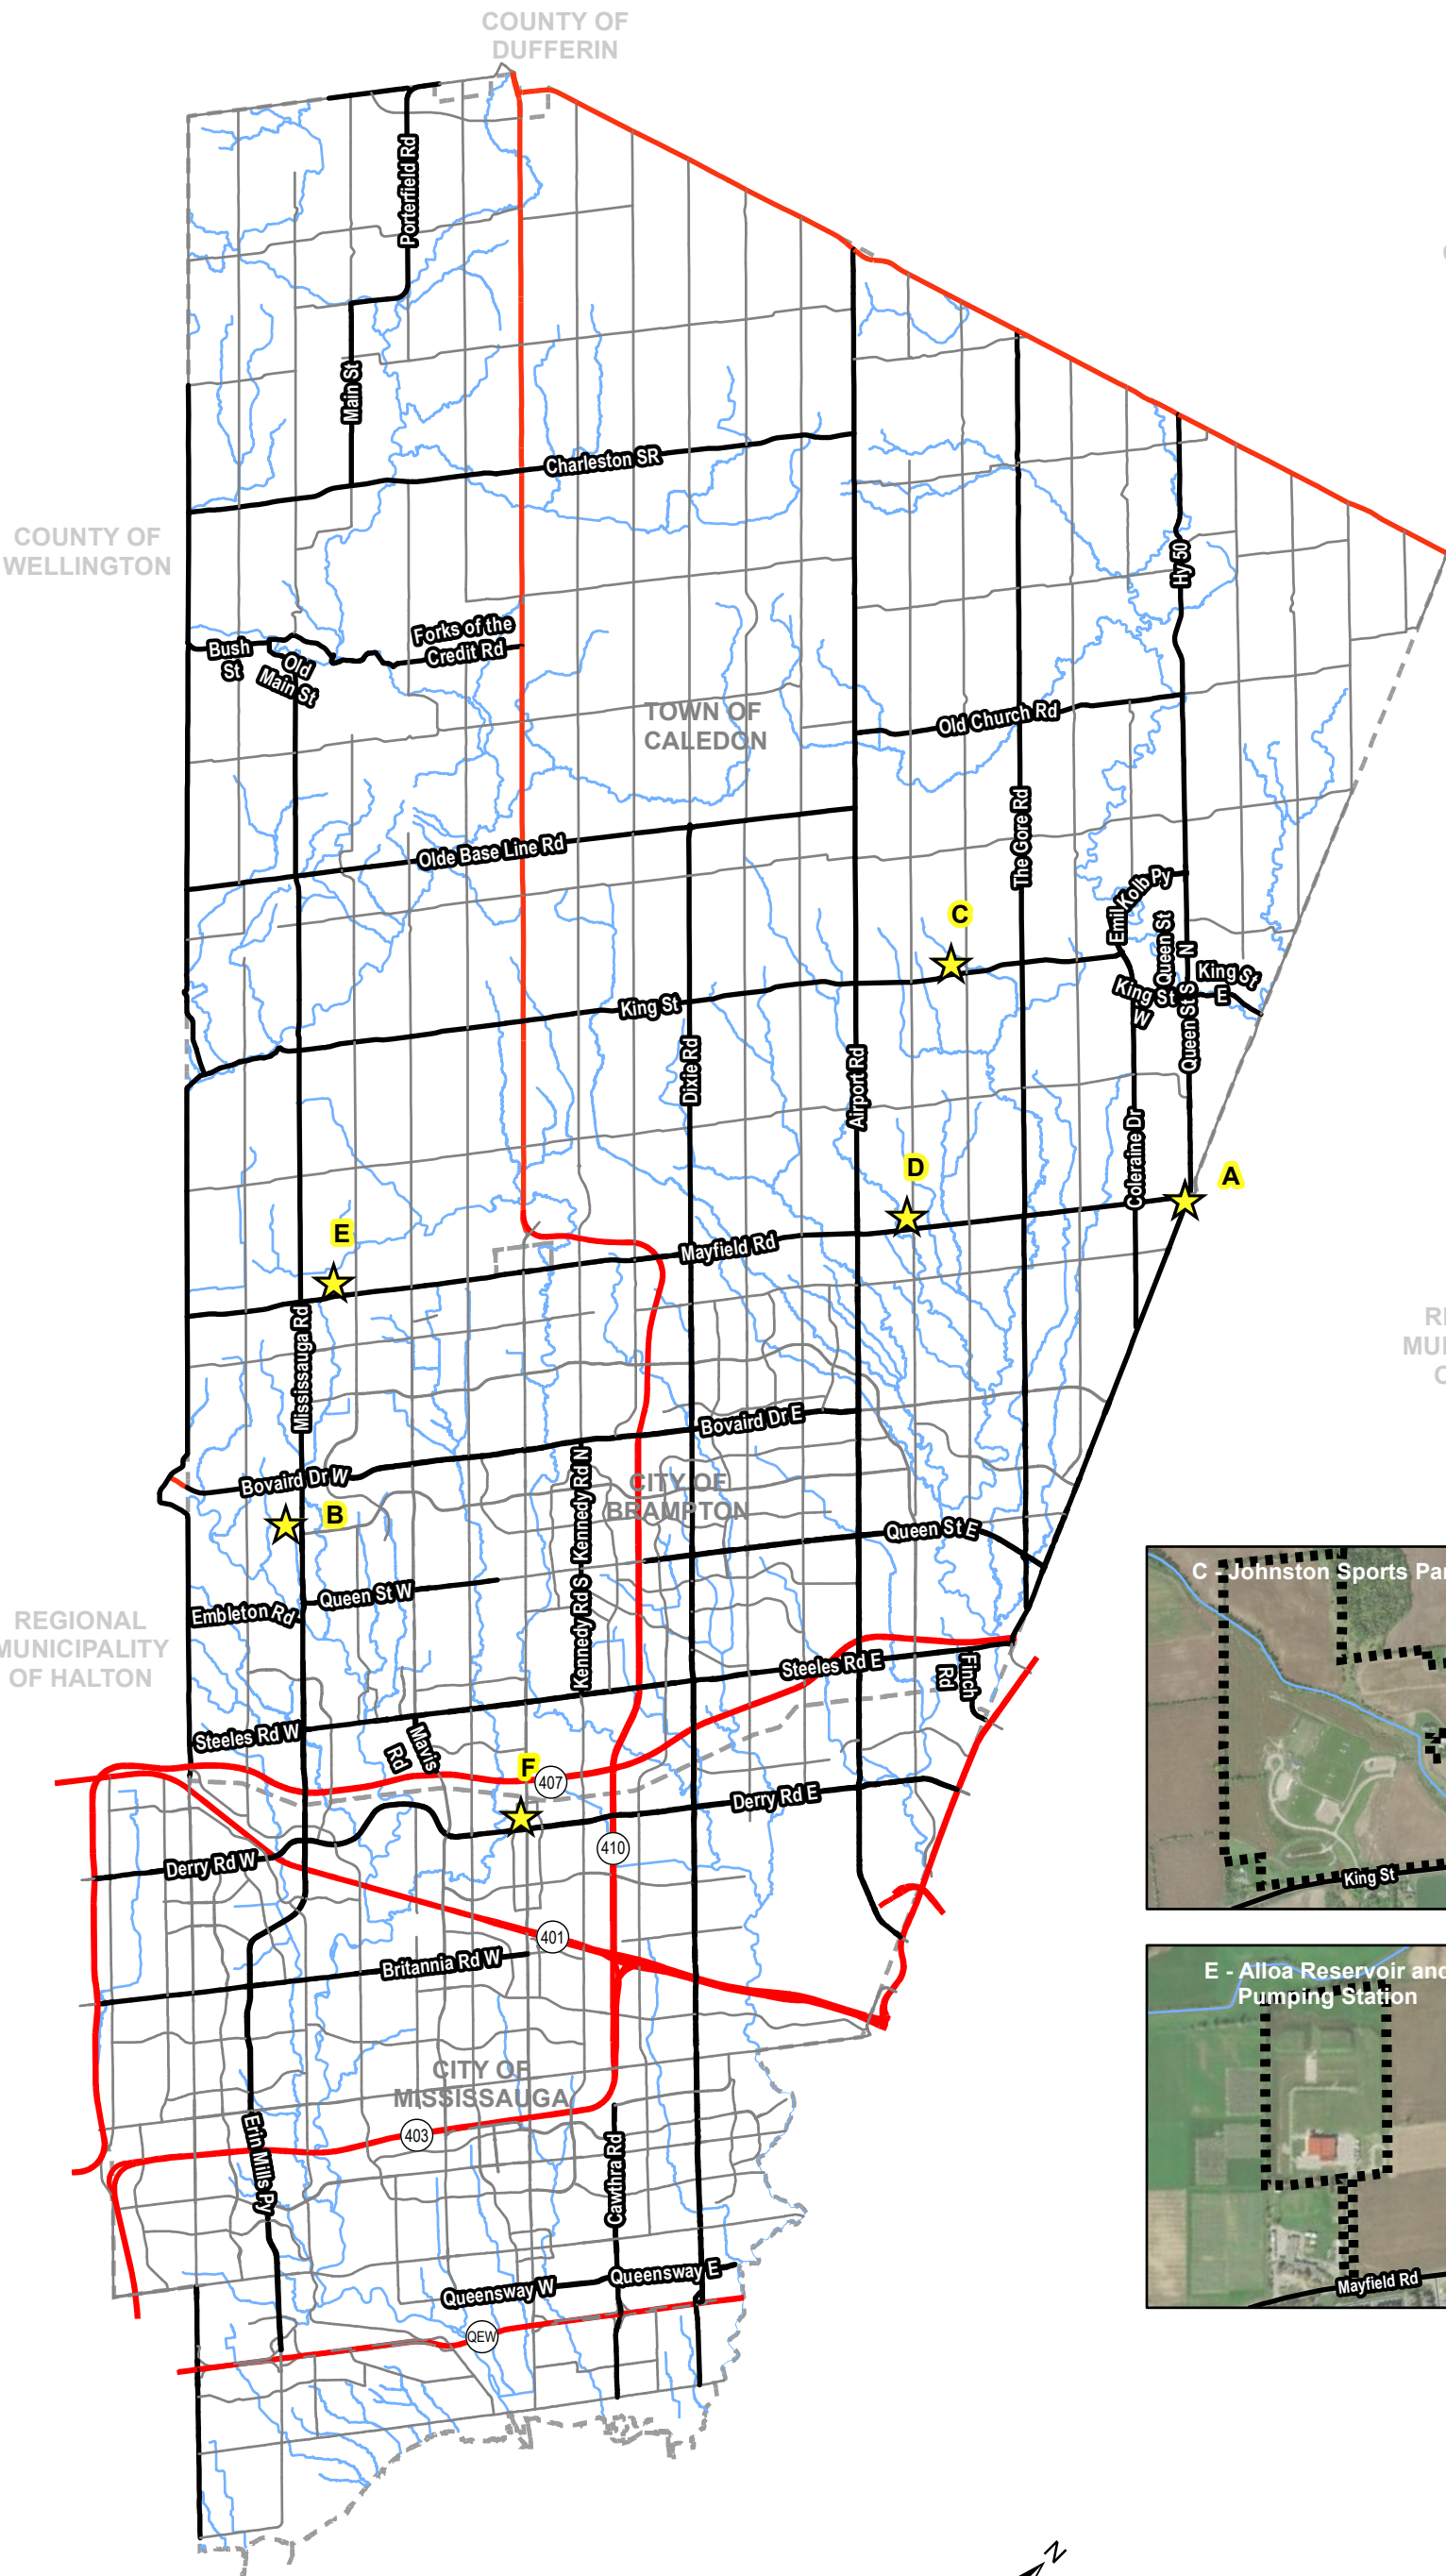 COUNTY OF
DUFFERIN
Porterfield Rd
Main St
Charleston SR
COUNTY OF
WELLINGTON
Hy 50
Forks of the
Credit Rd
Bush
St
Old
Main St
TOWN OF
CALEDON
Old Church Rd
The Gore Rd
Olde Base Line Rd
Emil Kolb Py
C
Queen St N
King St
E
King St
W
Queen St S
King St
Dixie Rd
Airport Rd
Coleraine Dr
D
A
E
Mayfield Rd
Mississauga Rd
Bovaird Dr E
Bovaird Dr W
B
Kennedy Rd N
CITY OF
BRAMPTON
Queen St E
Queen St W
Kennedy Rd S
Embleton Rd
REGIONAL
MUNICIPALITY
OF HALTON
Steeles Rd E
Finch
Rd
Steeles Rd W
Mavis
Rd
F
407
Derry Rd E
410
Derry Rd W
401
Britannia Rd W
CITY OF
MISSISSAUGA
403
Erin Mills Py
Cawthra Rd
Queensway E
Queensway W
QEW
C - Johnston Sports Par
King St
E - Alloa Reservoir and
Pumping Station
Mayfield Rd
N